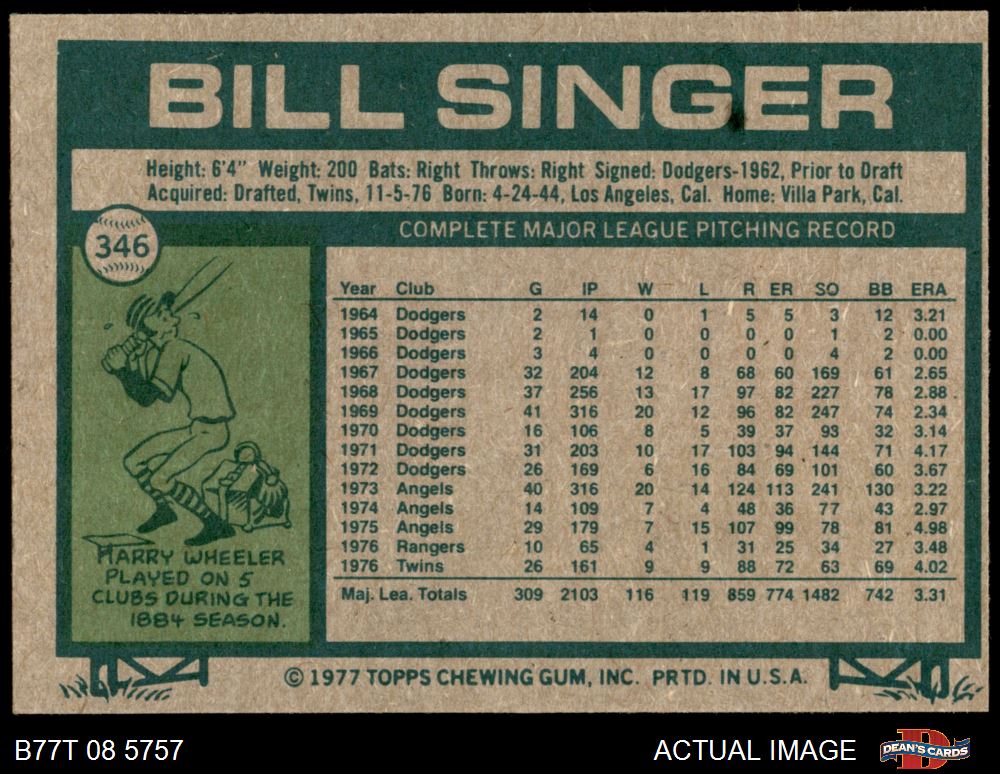 BILL SINGER
Height: 6'4" Weight: 200 Bats: Right Throws: Right Signed: Dodgers-1962, Prior to Draft
Acquired: Drafted, Twins, 11-5-76 Born: 4-24-44, Los Angeles, Cal. Home: Villa Park, Cal.
346
COMPLETE MAJOR LEAGUE PITCHING RECORD
Year Club G IP W L R ER SO BB ERA
1964 Dodgers 2 14 0 1 5 5 3 12 3.21
1965 Dodgers 2 1 0 0 0 0 1 2 0.00
1966 Dodgers 3 4 0 0 0 0 4 2 0.00
1967 Dodgers 32 204 12 8 68 60 169 61 2.65
1968 Dodgers 37 256 13 17 97 82 227 78 2.88
1969 Dodgers 41 316 20 12 96 82 247 74 2.34
1970 Dodgers 16 106 8 5 39 37 93 32 3.14
1971 Dodgers 31 203 10 17 103 94 144 71 4.17
1972 Dodgers 26 169 6 16 84 69 101 60 3.67
1973 Angels 40 316 20 14 124 113 241 130 3.22
1974 Angels 14 109 7 4 48 36 77 43 2.97
1975 Angels 29 179 7 15 107 99 78 81 4.98
1976 Rangers 10 65 4 1 31 25 34 27 3.48
1976 Twins 26 161 9 9 88 72 63 69 4.02
Maj. Lea. Totals 309 2103 116 119 859 774 1482 742 3.31
HARRY WHEELER
PLAYED ON 5
CLUBS DURING THE
1884 SEASON.
© 1977 TOPPS CHEWING GUM, INC. PRTD. IN U.S.A.
B77T 08 5757
ACTUAL IMAGE
DEAN'S CARDS